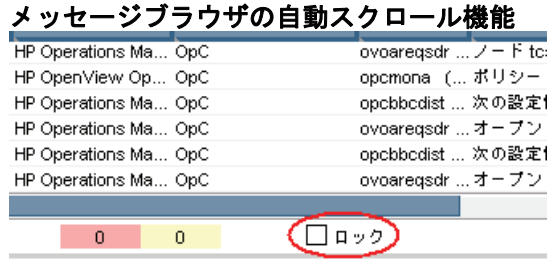 メッセージブラウザの自動スクロール機能
HP Operations Ma... OpC ovoareqsdr ... ノード
HP OpenView Op... OpC opcmona (... ポリシー
HP Operations Ma... OpC opcbbcdist ... 次の設定
HP Operations Ma... OpC ovoareqsdr ... オープン
HP Operations Ma... OpC opcbbcdist ... 次の設定
HP Operations Ma... OpC ovoareqsdr ... オープン
0 0 ロック